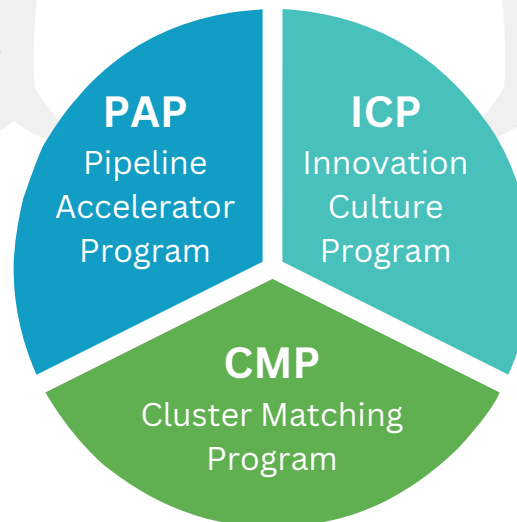 PAP
Pipeline
Accelerator
Program
ICP
Innovation
Culture
Program
CMP
Cluster Matching
Program